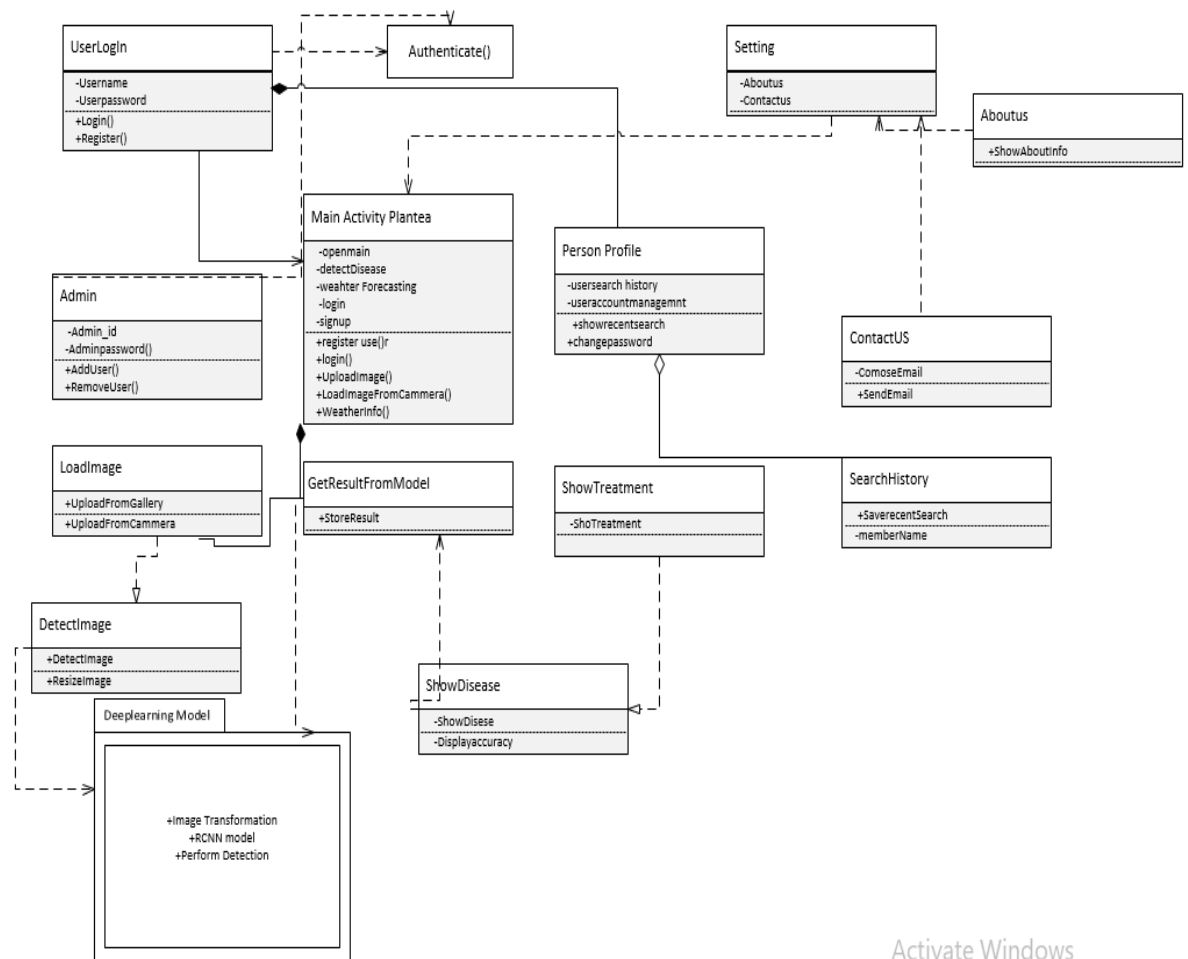 UserLogIn
-Username
-Userpassword
+Login()
+Register()
Authenticate()
Setting
-Aboutus
-Contactus
Aboutus
+ShowAboutInfo
Main Activity Plantea
-openmain
-detectDisease
-weahter Forecasting
-login
-signup
+register use()r
+login()
+UploadImage()
+LoadImageFromCammera()
+WeatherInfo()
Person Profile
-usersearch history
-useraccountmanagemnt
+showrecentsearch
+changepassword
Admin
-Admin_id
-Adminpassword()
+AddUser()
+RemoveUser()
ContactUS
-ComoseEmail
+SendEmail
LoadImage
+UploadFromGallery
+UploadFromCammera
GetResultFromModel
+StoreResult
ShowTreatment
-ShoTreatment
SearchHistory
+SaverecentSearch
-memberName
DetectImage
+DetectImage
+ResizeImage
ShowDisease
-ShowDisese
-Displayaccuracy
Deeplearning Model
+Image Transformation
+RCNN model
+Perform Detection
Activate Windows